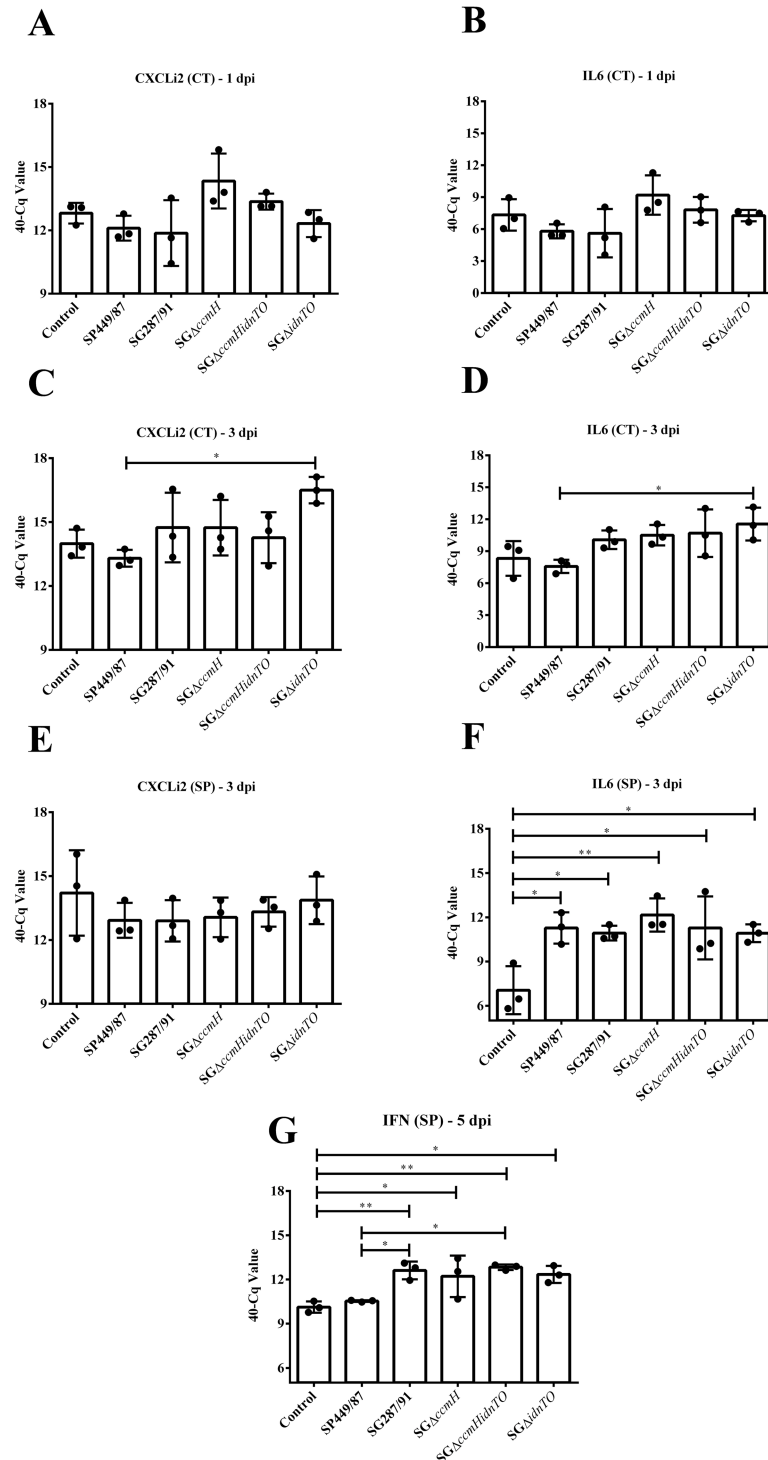 A
CXCLi2 (CT) - 1 dpi
40-Cq Value
18
15
12
9
Control
SP449/87
SG287/91
SGΔccmH
SGΔccmHidnTO
SGΔidnTO
B
IL6 (CT) - 1 dpi
40-Cq Value
18
15
12
9
6
3
0
Control
SP449/87
SG287/91
SGΔccmH
SGΔccmHidnTO
SGΔidnTO
C
CXCLi2 (CT) - 3 dpi
*
40-Cq Value
18
15
12
9
Control
SP449/87
SG287/91
SGΔccmH
SGΔccmHidnTO
SGΔidnTO
D
IL6 (CT) - 3 dpi
*
40-Cq Value
18
15
12
9
6
3
0
Control
SP449/87
SG287/91
SGΔccmH
SGΔccmHidnTO
SGΔidnTO
E
CXCLi2 (SP) - 3 dpi
40-Cq Value
18
15
12
9
Control
SP449/87
SG287/91
SGΔccmH
SGΔccmHidnTO
SGΔidnTO
F
IL6 (SP) - 3 dpi
*
*
**
*
*
40-Cq Value
18
15
12
9
6
Control
SP449/87
SG287/91
SGΔccmH
SGΔccmHidnTO
SGΔidnTO
G
IFN (SP) - 5 dpi
*
**
*
**
*
*
40-Cq Value
18
15
12
9
6
Control
SP449/87
SG287/91
SGΔccmH
SGΔccmHidnTO
SGΔidnTO